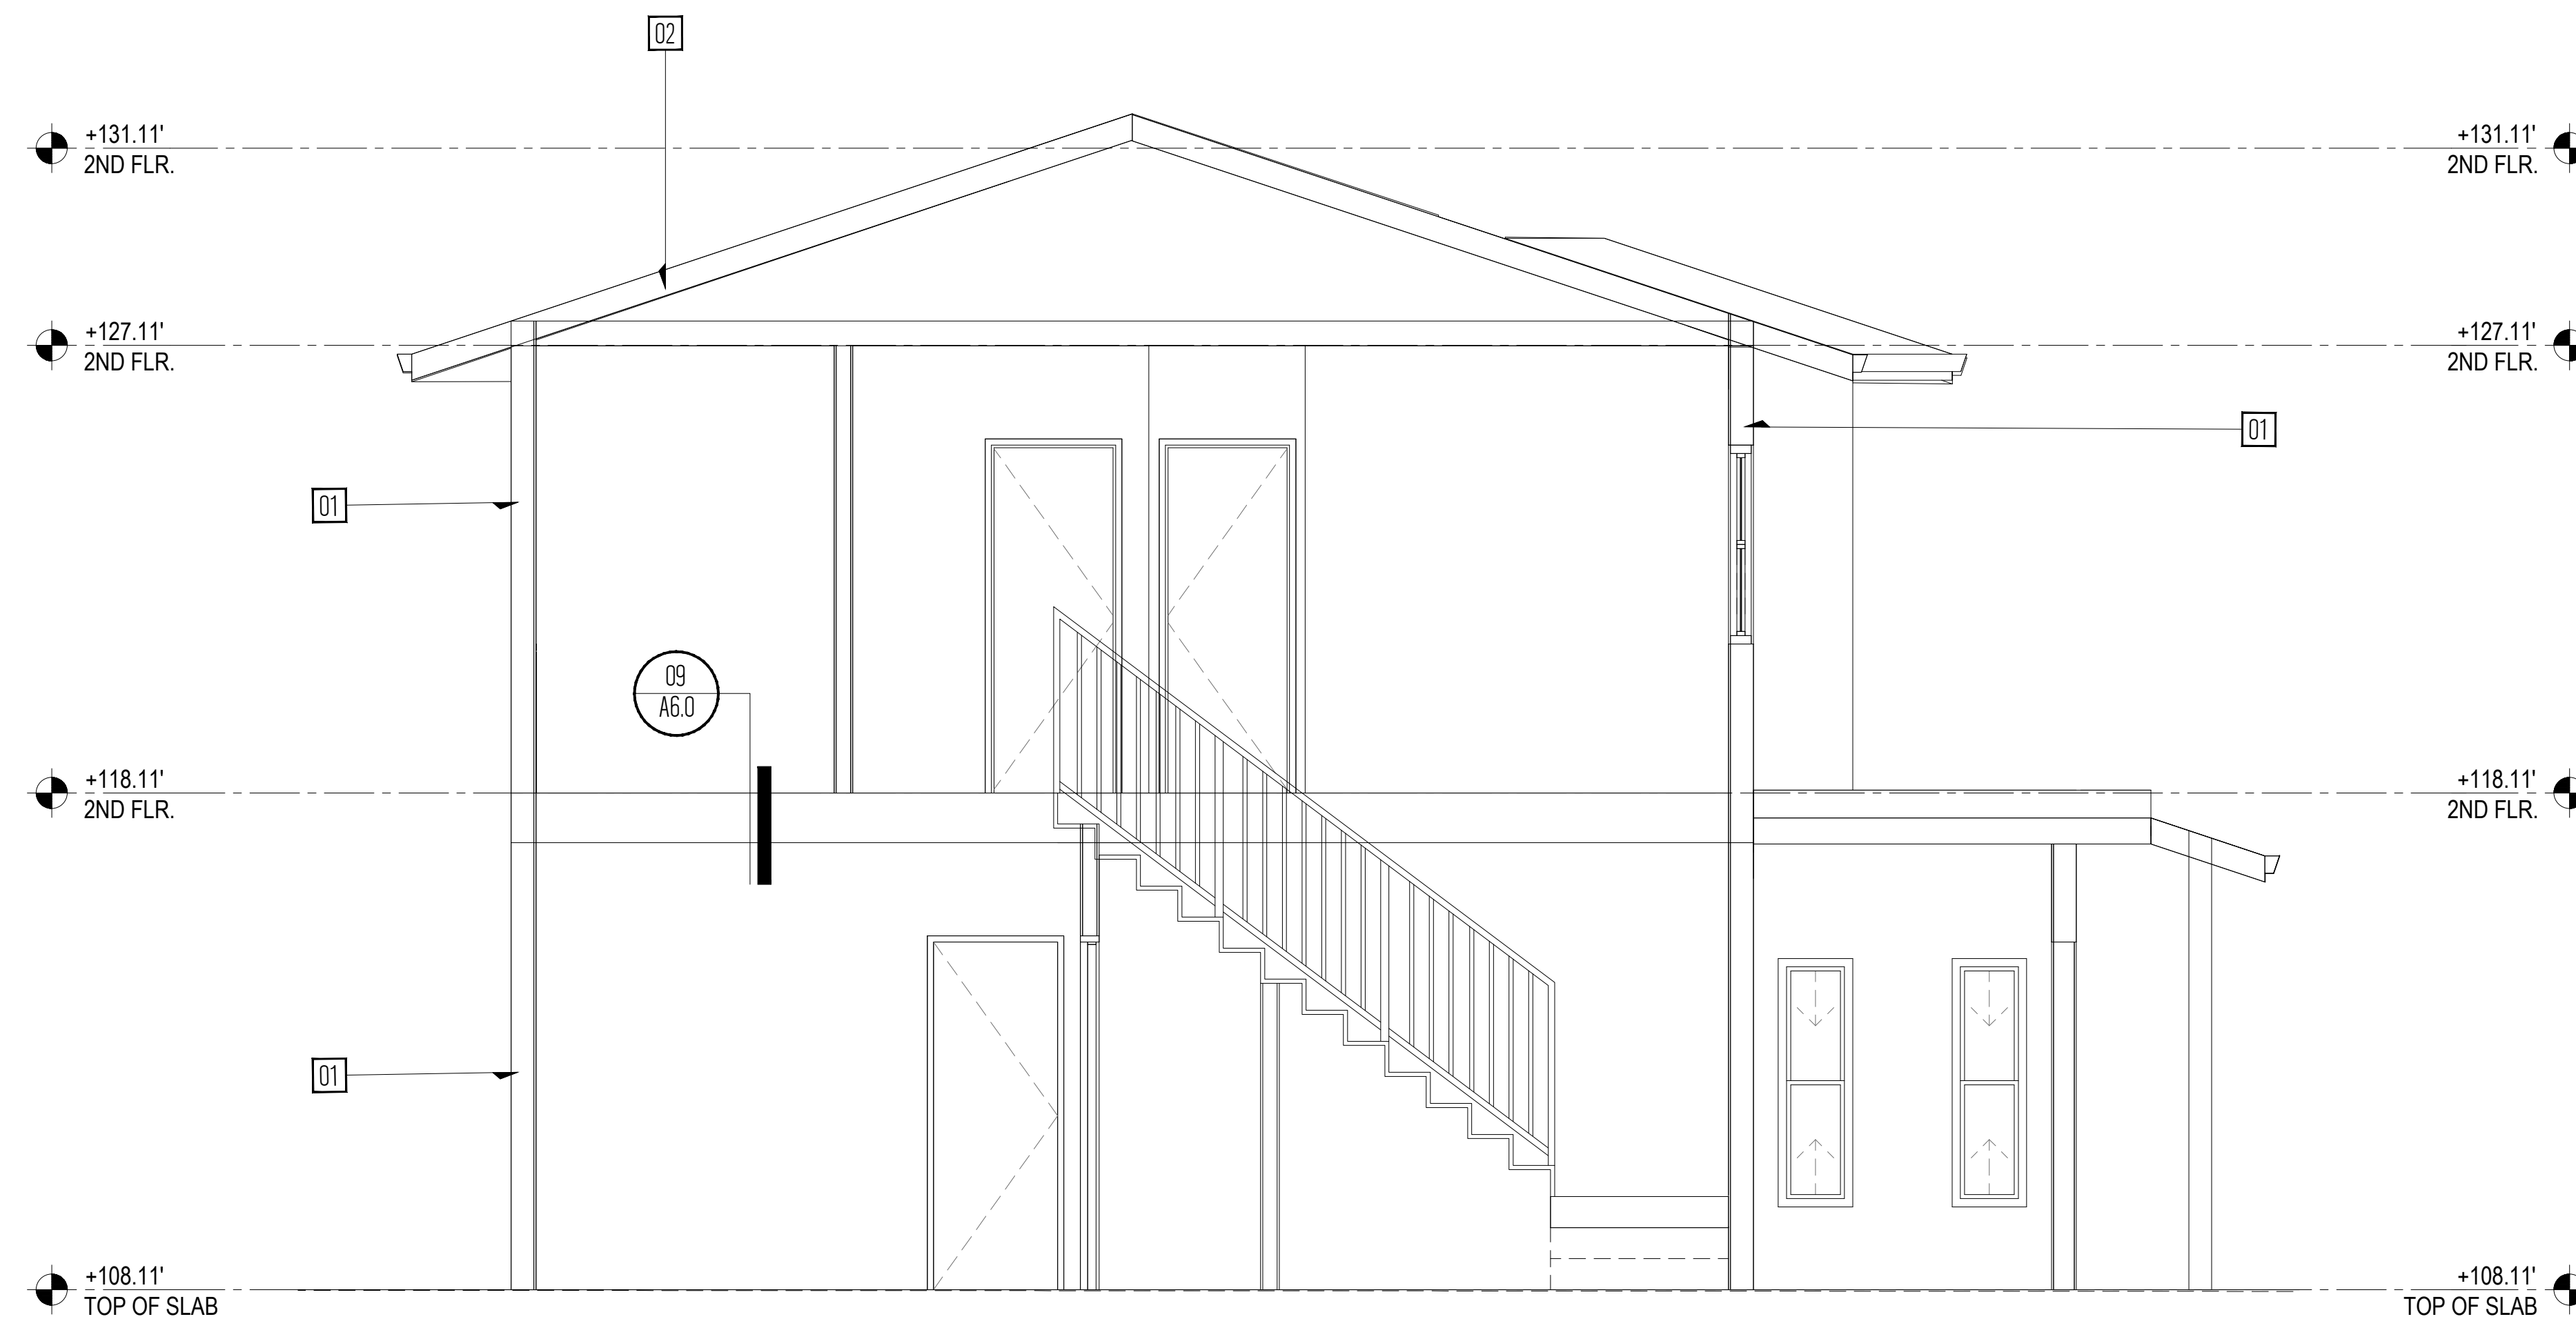 02
+131.11'
2ND FLR.
+131.11'
2ND FLR.
+127.11'
2ND FLR.
+127.11'
2ND FLR.
01
01
09
A6.0
+118.11'
2ND FLR.
+118.11'
2ND FLR.
01
+108.11'
TOP OF SLAB
+108.11'
TOP OF SLAB